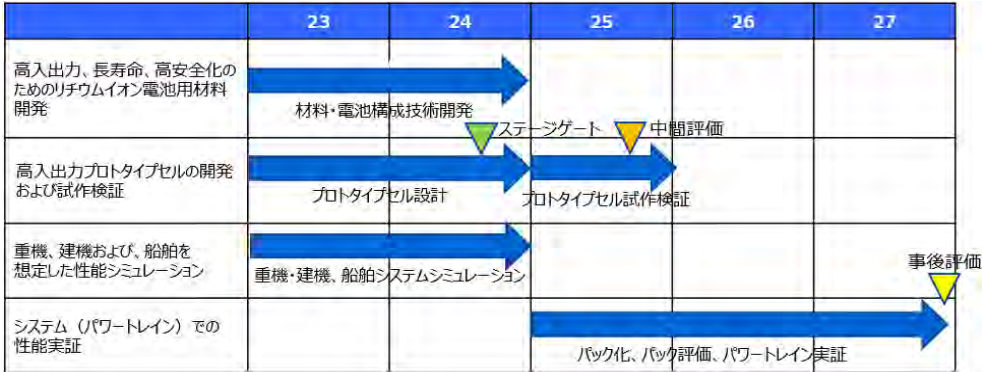 23 24 25 26 27
高入出力、長寿命、高安全化の
ためのリチウムイオン電池用材料
開発
材料・電池構成技術開発
ステージゲート
中間評価
高入出力プロトタイプセルの開発
および試作検証
プロトタイプセル設計
プロトタイプセル試作検証
重機、建機および、船舶を
想定した性能シミュレーション
重機・建機、船舶システムシミュレーション
事後評価
システム（パワートレイン）での
性能実証
パック化、パック評価、パワートレイン実証